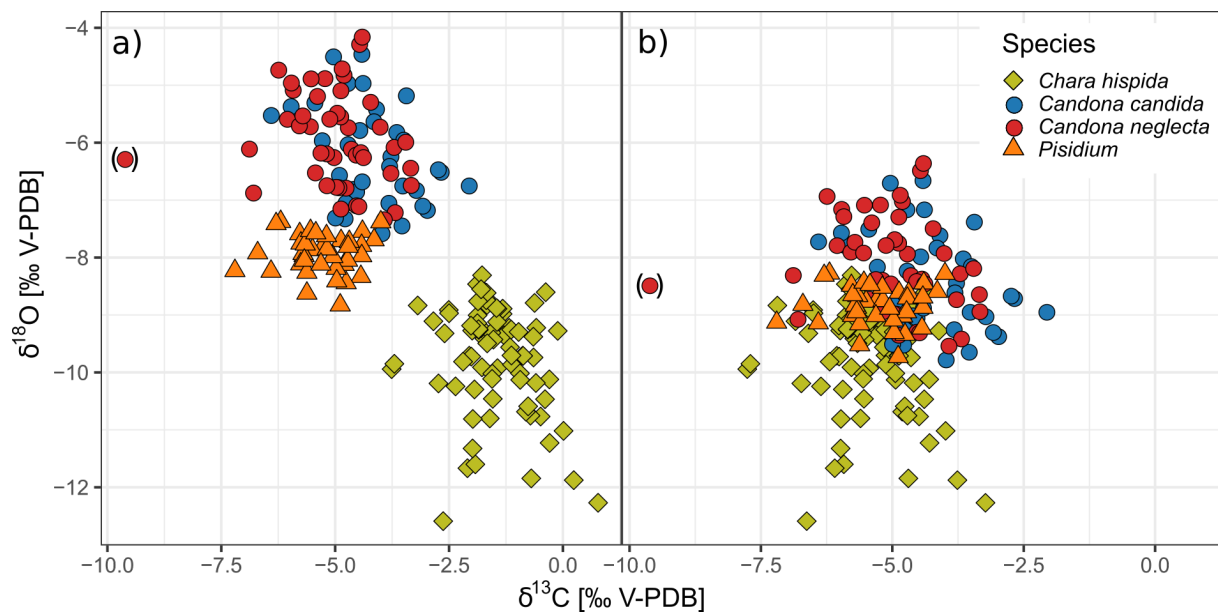 a)
b)
Species
Chara hispida
Candona candida
Candona neglecta
Pisidium
( )
( )
−4
−6
−8
−10
−12
δ18O [‰ V-PDB]
−10.0 −7.5 −5.0 −2.5 0.0 −10.0 −7.5 −5.0 −2.5 0.0
δ13C [‰ V-PDB]